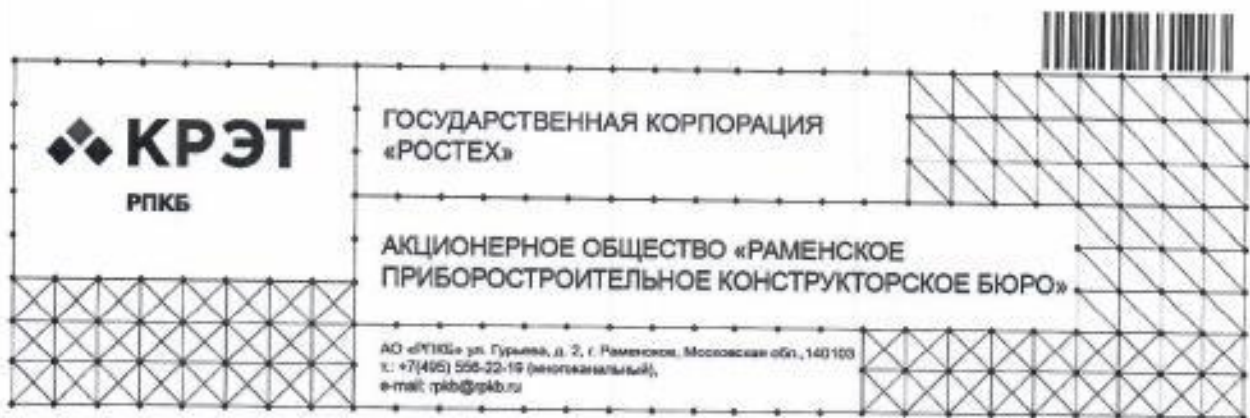 КРЭТ
РПКБ
ГОСУДАРСТВЕННАЯ КОРПОРАЦИЯ
«РОСТЕХ»
АКЦИОНЕРНОЕ ОБЩЕСТВО «РАМЕНСКОЕ
ПРИБОРОСТРОИТЕЛЬНОЕ КОНСТРУКТОРСКОЕ БЮРО»
АО «РПКБ» ул. Гурьева, д. 2, г. Раменское, Московская обл., 140103
т.: +7(495) 556-22-19 (многоканальный),
e-mail: rpkb@rpkb.ru